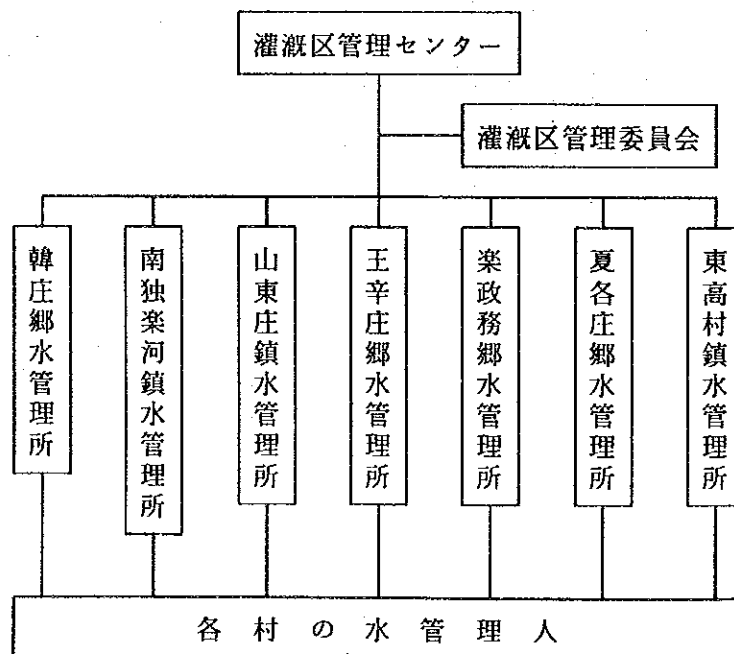 灌漑区管理センター
灌漑区管理委員会
韓庄郷水管理所
南独楽河鎮水管理所
山東庄鎮水管理所
王辛庄郷水管理所
楽政務郷水管理所
夏各庄郷水管理所
東高村鎮水管理所
各村の水管理人